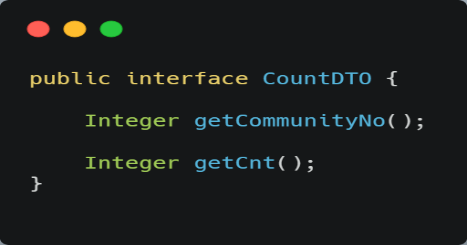 public interface CountDTO {
Integer getCommunityNo();
Integer getCnt();
}